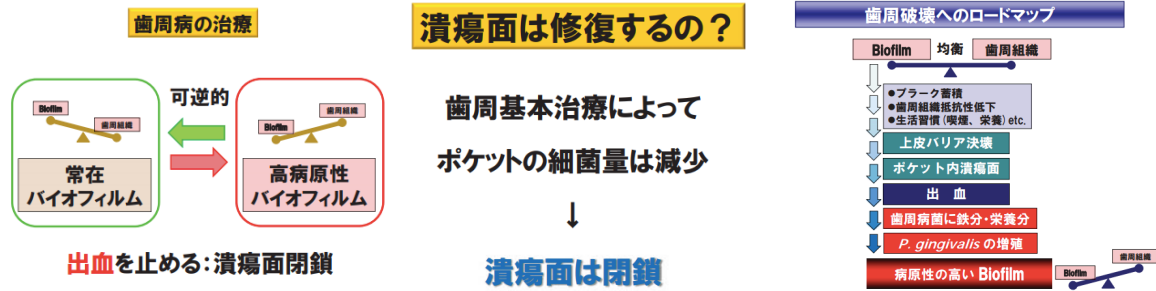 歯周病の治療
Biofilm
歯周組織
常在
バイオフィルム
可逆的
Biofilm
歯周組織
高病原性
バイオフィルム
出血を止める：潰瘍面閉鎖
潰瘍面は修復するの？
歯周基本治療によって
ポケットの細菌量は減少
↓
潰瘍面は閉鎖
歯周破壊へのロードマップ
Biofilm 均衡 歯周組織
●プラーク蓄積
●歯周組織抵抗性低下
●生活習慣(喫煙、栄養)etc.
上皮バリア決壊
ポケット内潰瘍面
出 血
歯周病菌に鉄分・栄養分
P. gingivalis の増殖
病原性の高い Biofilm
Biofilm
歯周組織